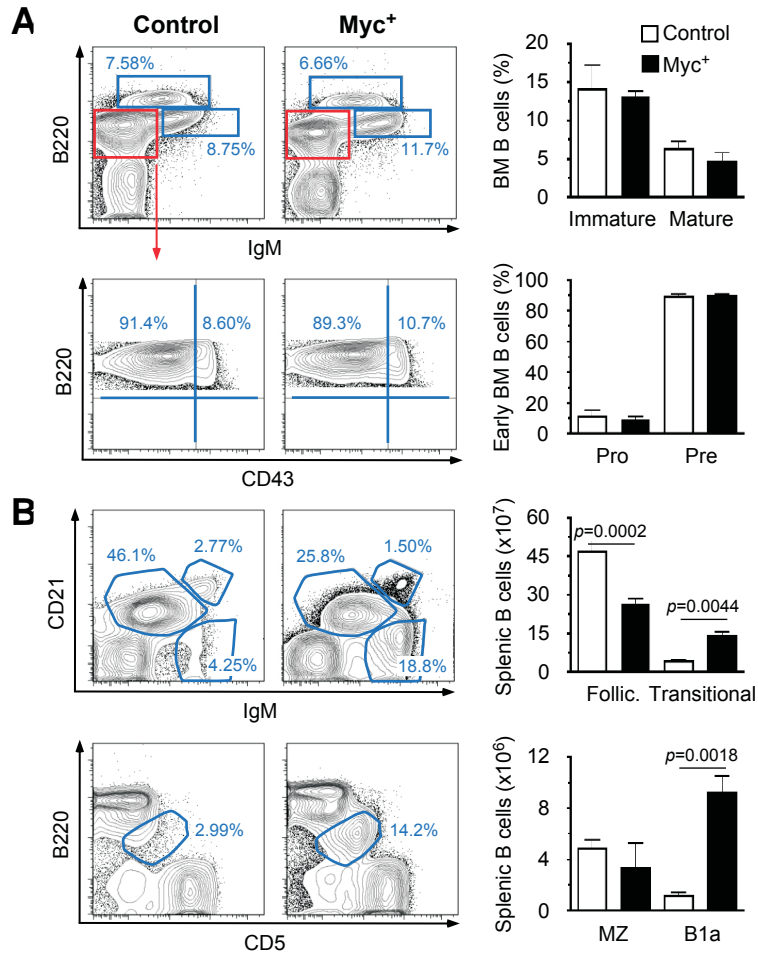 A
Control
Myc+
7.58%
8.75%
6.66%
11.7%
B220
IgM
BM B cells (%)
20
15
10
5
0
Control
Myc+
Immature Mature
91.4%
8.60%
89.3%
10.7%
B220
CD43
Early BM B cells (%)
100
80
60
40
20
0
Pro Pre
B
46.1%
2.77%
4.25%
25.8%
1.50%
18.8%
CD21
IgM
Splenic B cells (x10⁷)
60
45
30
15
0
p=0.0002
p=0.0044
Follic. Transitional
2.99%
14.2%
B220
CD5
Splenic B cells (x10⁶)
12
8
4
0
p=0.0018
MZ B1a